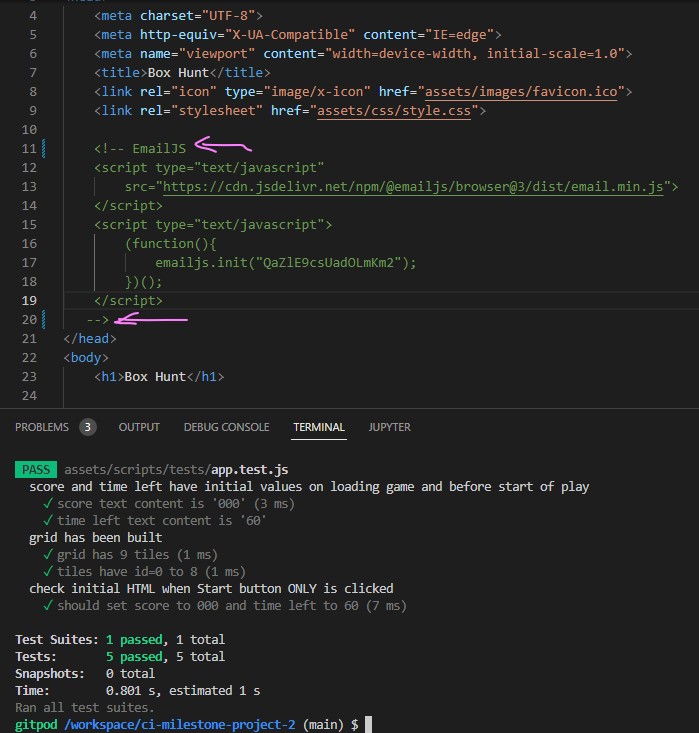 4 <meta charset="UTF-8">
5 <meta http-equiv="X-UA-Compatible" content="IE=edge">
6 <meta name="viewport" content="width=device-width, initial-scale=1.0">
7 <title>Box Hunt</title>
8 <link rel="icon" type="image/x-icon" href="assets/images/favicon.ico">
9 <link rel="stylesheet" href="assets/css/style.css">
10
11 <!-- EmailJS
12 <script type="text/javascript"
13 src="https://cdn.jsdelivr.net/npm/@emailjs/browser@3/dist/email.min.js">
14 </script>
15 <script type="text/javascript">
16 (function(){
17 emailjs.init("QaZlE9csUadOLmKm2");
18 })();
19 </script>
20 -->
21 </head>
22 <body>
23 <h1>Box Hunt</h1>
24
PROBLEMS 3 OUTPUT DEBUG CONSOLE TERMINAL JUPYTER
PASS assets/scripts/tests/app.test.js
score and time left have initial values on loading game and before start of play
✓ score text content is '000' (3 ms)
✓ time left text content is '60'
grid has been built
✓ grid has 9 tiles (1 ms)
✓ tiles have id=0 to 8 (1 ms)
check initial HTML when Start button ONLY is clicked
✓ should set score to 000 and time left to 60 (7 ms)
Test Suites: 1 passed, 1 total
Tests: 5 passed, 5 total
Snapshots: 0 total
Time: 0.801 s, estimated 1 s
Ran all test suites.
gitpod /workspace/ci-milestone-project-2 (main) $